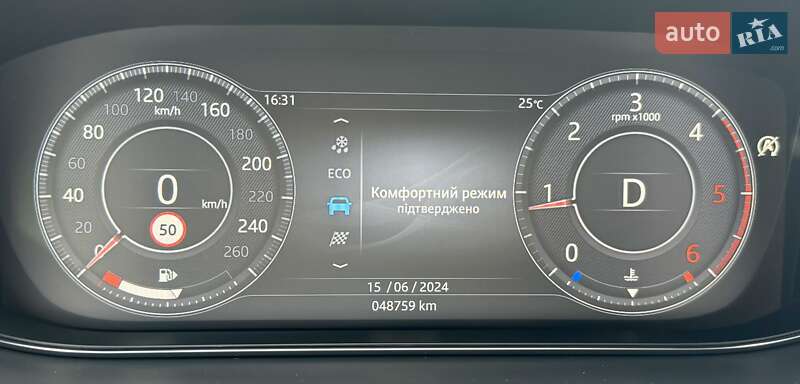 auto RIA
.com
16:31
25°C
0
20
40
60
80
100
120
140
160
180
200
220
240
260
km/h
0
km/h
50
ECO
Комфортний режим
підтверджено
15 /06 /2024
048759 km
0
1
2
3
4
5
6
rpm x1000
D
A